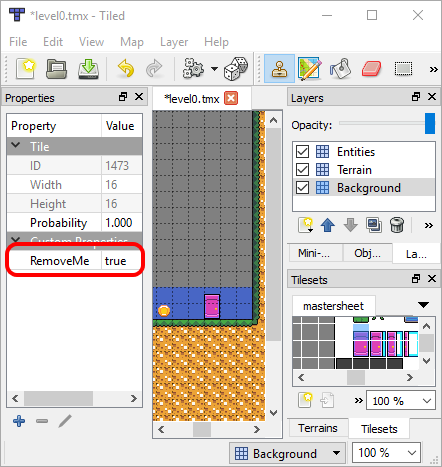 *level0.tmx - Tiled
File Edit View Map Layer Help
Properties
Property Value
Tile
ID 1473
Width 16
Height 16
Probability 1.000
Custom Properties
RemoveMe true
*level0.tmx
Layers
Opacity:
Entities
Terrain
Background
Mini-... Obj... La...
Tilesets
mastersheet
100 %
Terrains Tilesets
Background 100 %